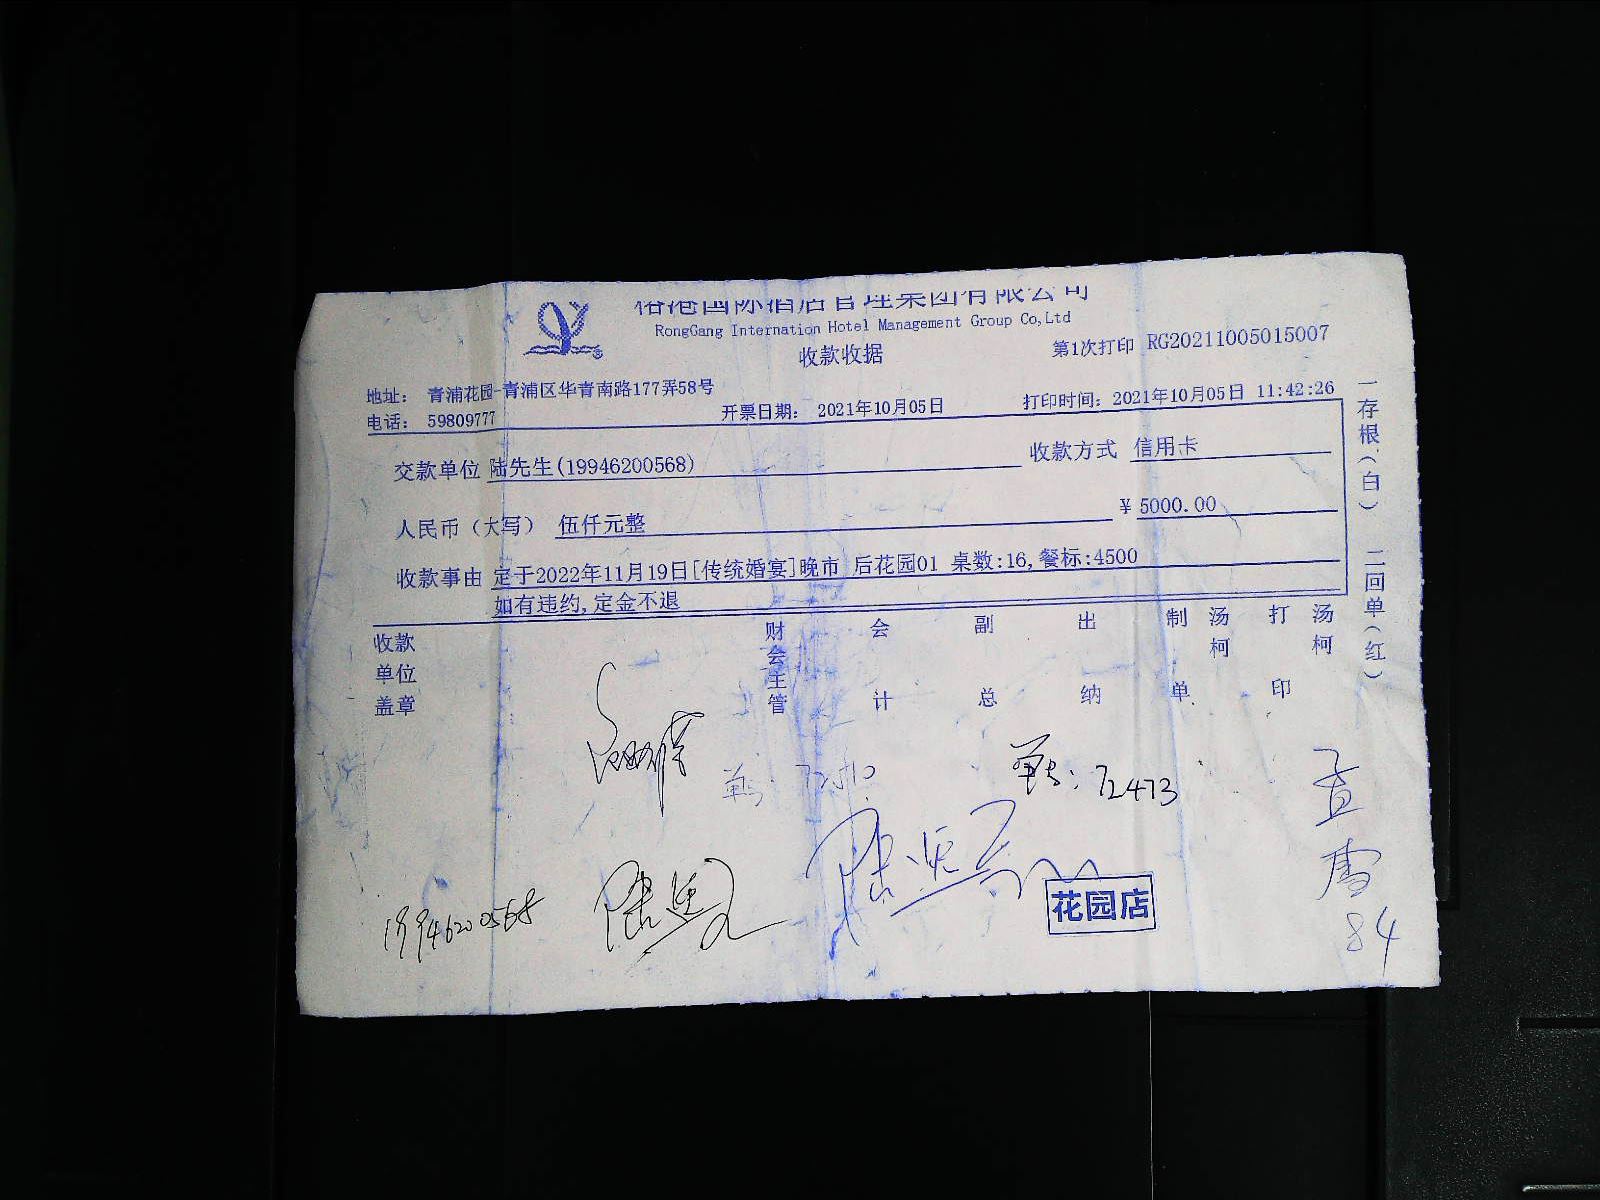 国际酒店管理集团有限公司
RongGang Internation Hotel Management Group Co,Ltd
收款收据
第1次打印 RG20211005015007
地址： 青浦花园-青浦区华青南路177弄58号
电话： 59809777
开票日期： 2021年10月05日
打印时间：2021年10月05日 11:42:26
交款单位 陆先生(19946200568)
收款方式 信用卡
人民币（大写） 伍仟元整
¥ 5000.00
收款事由 定于2022年11月19日[传统婚宴]晚市 后花园01 桌数:16,餐标:4500
如有违约,定金不退
一存根（白） 二回单（红）
收款单位盖章
财会主管
会计
副总
出纳
制单 汤柯
打印 汤柯
72473
19946200568
花园店
84